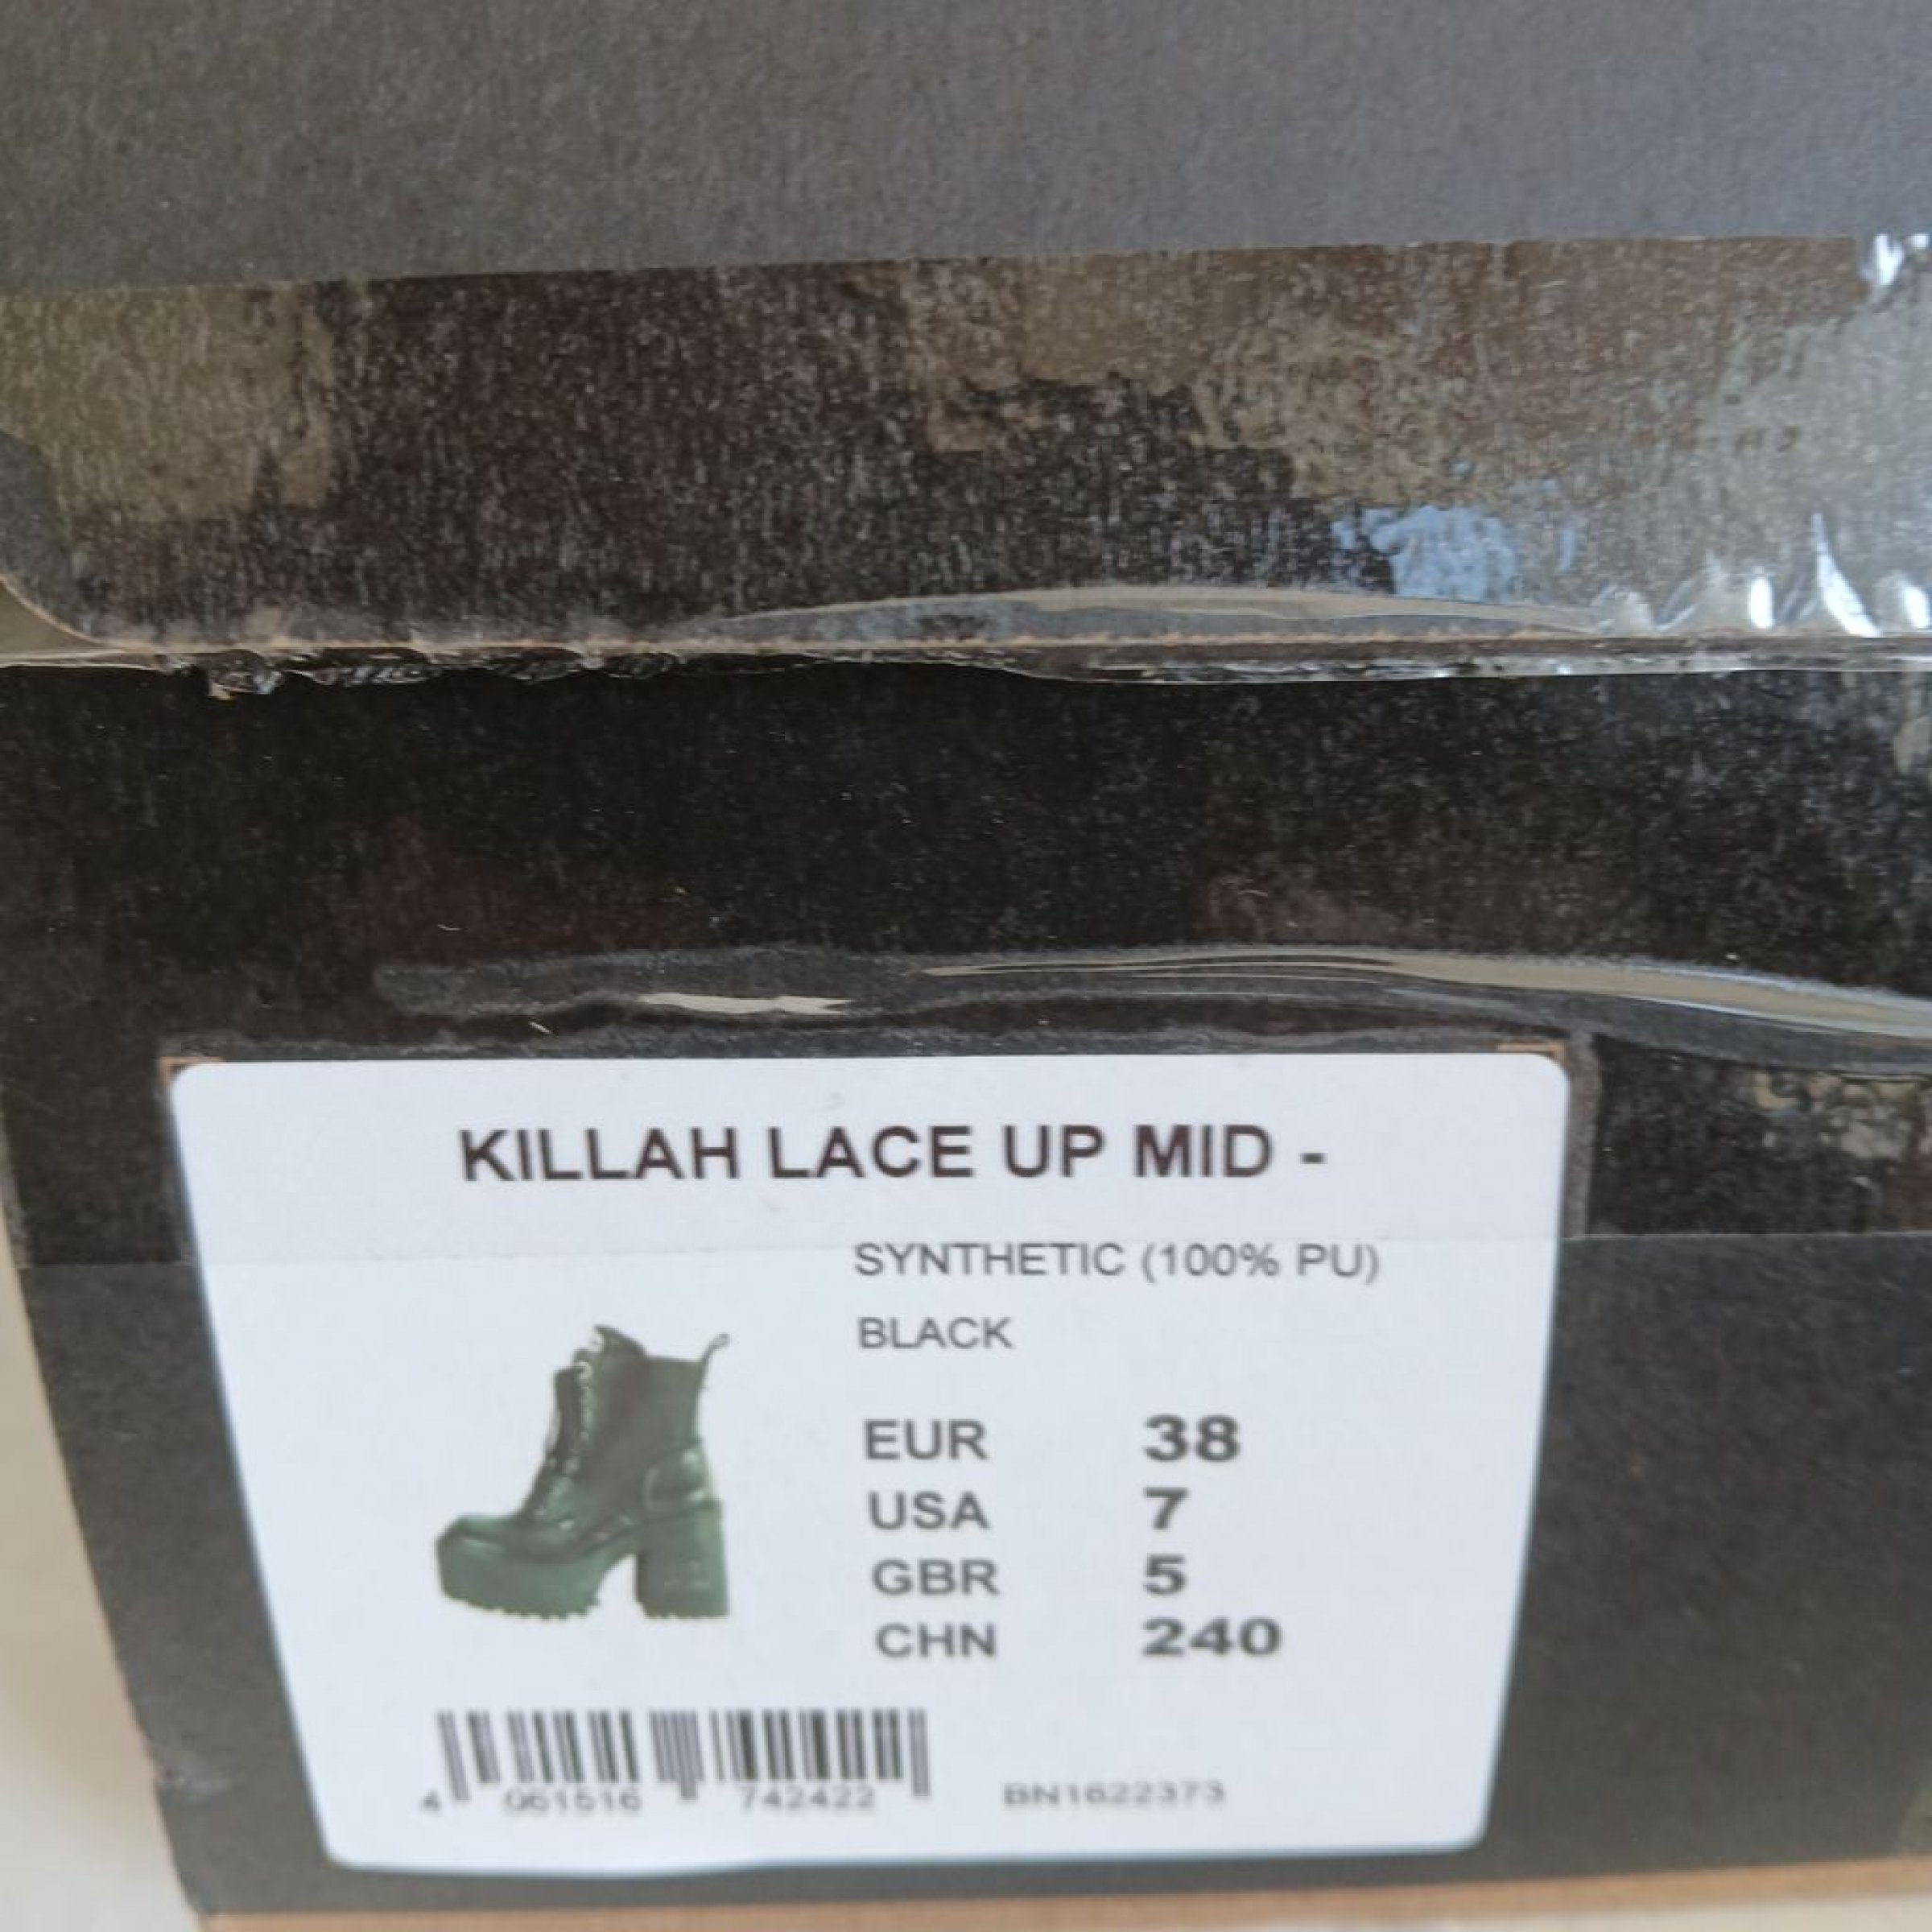 KILLAH LACE UP MID -
SYNTHETIC (100% PU)
BLACK
EUR 38
USA 7
GBR 5
CHN 240
4 061516 742422
BN1622373